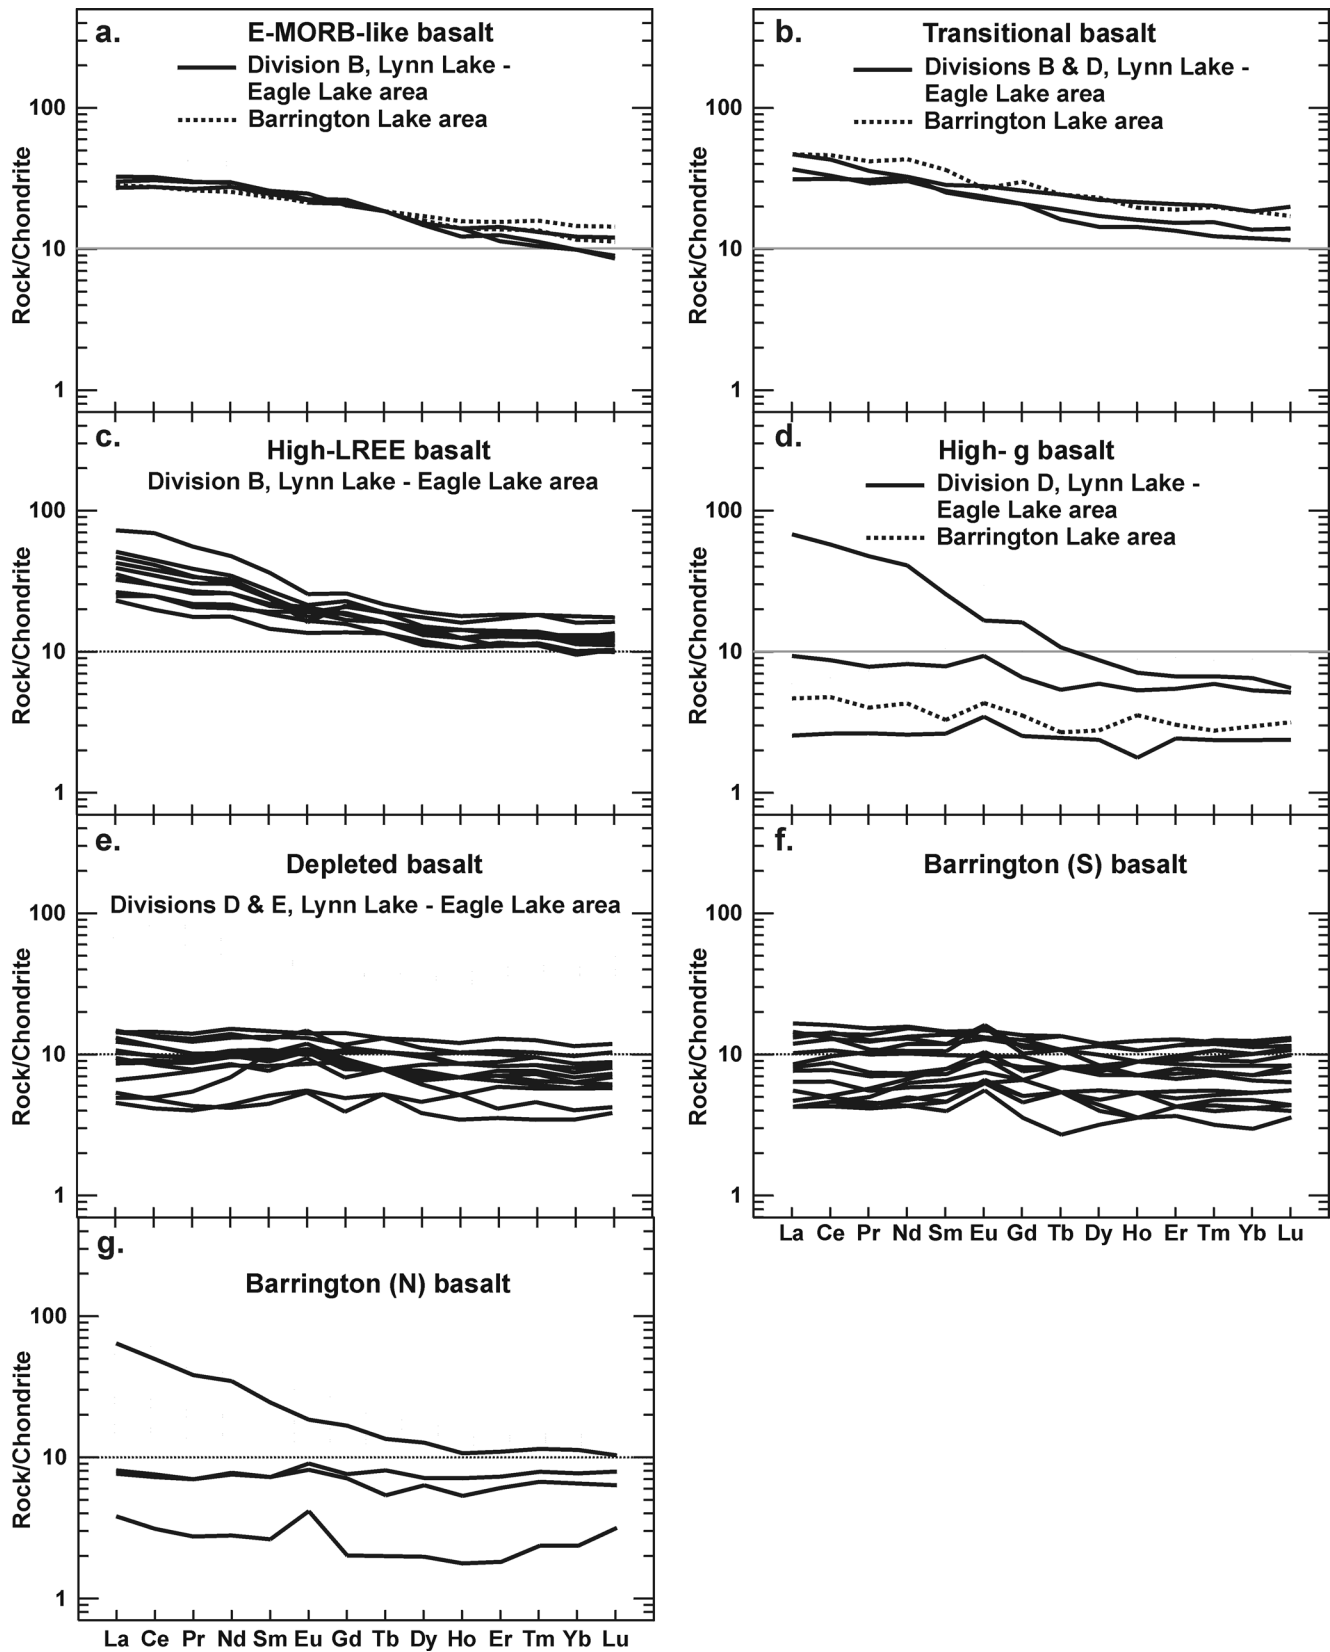 a.
E-MORB-like basalt
Division B, Lynn Lake -
Eagle Lake area
Barrington Lake area
100
10
1
Rock/Chondrite
b.
Transitional basalt
Divisions B & D, Lynn Lake -
Eagle Lake area
Barrington Lake area
100
10
1
Rock/Chondrite
c.
High-LREE basalt
Division B, Lynn Lake - Eagle Lake area
100
10
1
Rock/Chondrite
d.
High- g basalt
Division D, Lynn Lake -
Eagle Lake area
Barrington Lake area
100
10
1
Rock/Chondrite
e.
Depleted basalt
Divisions D & E, Lynn Lake - Eagle Lake area
100
10
1
Rock/Chondrite
f.
Barrington (S) basalt
100
10
1
Rock/Chondrite
La Ce Pr Nd Sm Eu Gd Tb Dy Ho Er Tm Yb Lu
g.
Barrington (N) basalt
100
10
1
Rock/Chondrite
La Ce Pr Nd Sm Eu Gd Tb Dy Ho Er Tm Yb Lu